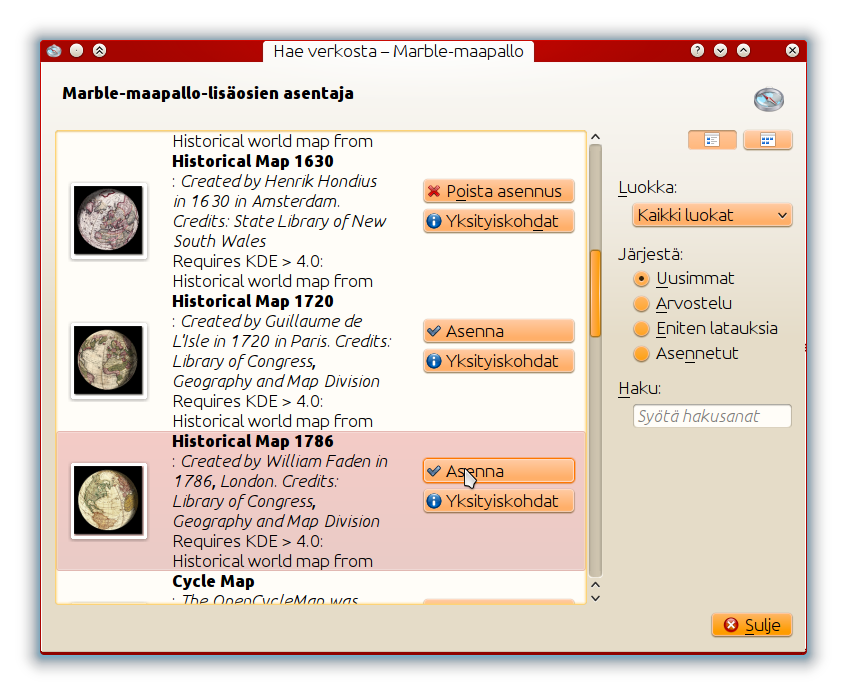 Hae verkosta – Marble-maapallo
Marble-maapallo-lisäosien asentaja
Historical world map from
Historical Map 1630
: Created by Henrik Hondius
in 1630 in Amsterdam.
Credits: State Library of New
South Wales
Requires KDE > 4.0:
Historical world map from
Poista asennus
Yksityiskohdat
Historical Map 1720
: Created by Guillaume de
L'Isle in 1720 in Paris. Credits:
Library of Congress,
Geography and Map Division
Requires KDE > 4.0:
Historical world map from
Asenna
Yksityiskohdat
Historical Map 1786
: Created by William Faden in
1786, London. Credits:
Library of Congress,
Geography and Map Division
Requires KDE > 4.0:
Historical world map from
Asenna
Yksityiskohdat
Cycle Map
: The OpenCycleMap was
Luokka:
Kaikki luokat
Järjestä:
Uusimmat
Arvostelu
Eniten latauksia
Asennetut
Haku:
Syötä hakusanat
Sulje